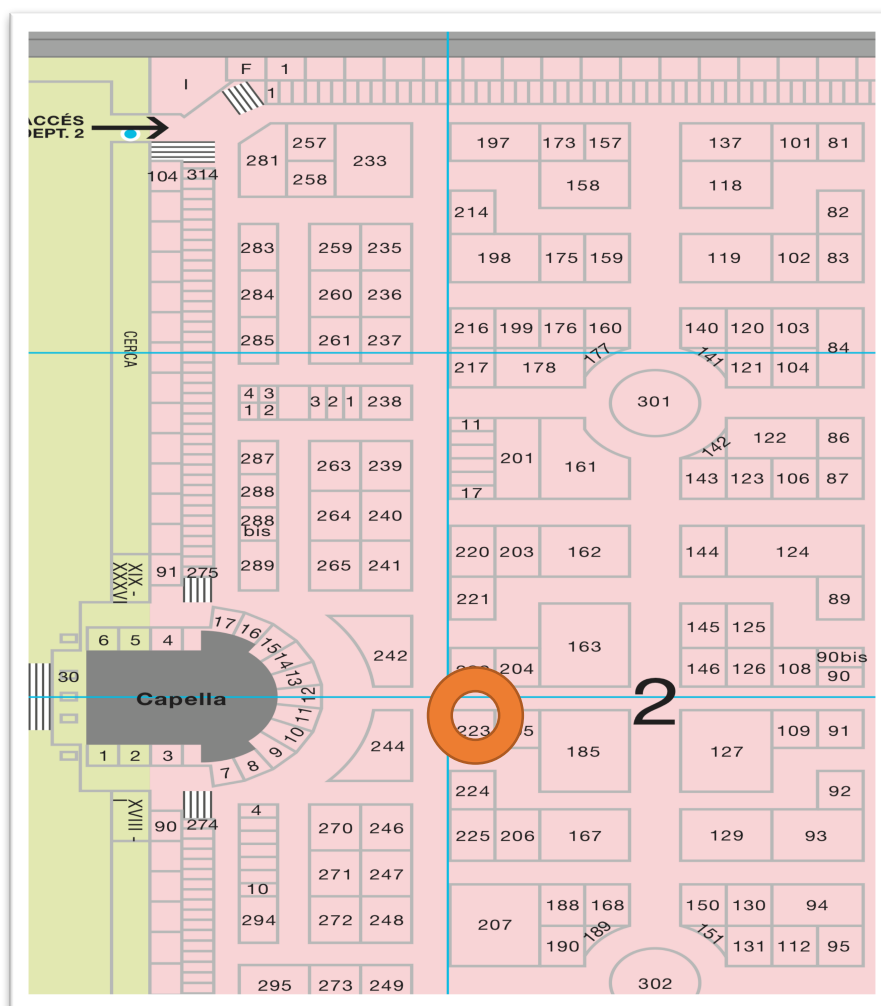 I F 1
1
ACCÉS
DEPT. 2
257 197 173 157 137 101 81
281 233
258 158 118
104 314
214 82
283 259 235 198 175 159 119 102 83
284 260 236
285 261 237 216 199 176 160 140 120 103
CERCA 177 141 84
217 178 121 104
4 3 3 2 1 238 301
1 2
11 142 122 86
287 263 239 201 161
288 143 123 106 87
17
288 264 240
bis
289 265 241 220 203 162 144 124
XIX -
XXXVI
91 275
221 89
17 16 15 14 13 12 11 10 9 8 7
6 5 4 242 163 145 125
90bis
30 204 146 126 108 90
Capella 2
223 109 91
1 2 3 244 185 127
XVIII -
I
224 92
4
90 274 270 246 225 206 167 129 93
271 247
10
294 272 248 207 188 168 150 130 94
189 151
190 131 112 95
295 273 249 302